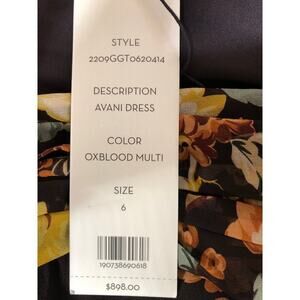 STYLE
2209GGT0620414
DESCRIPTION
AVANI DRESS
COLOR
OXBLOOD MULTI
SIZE
6
190738690618
$898.00